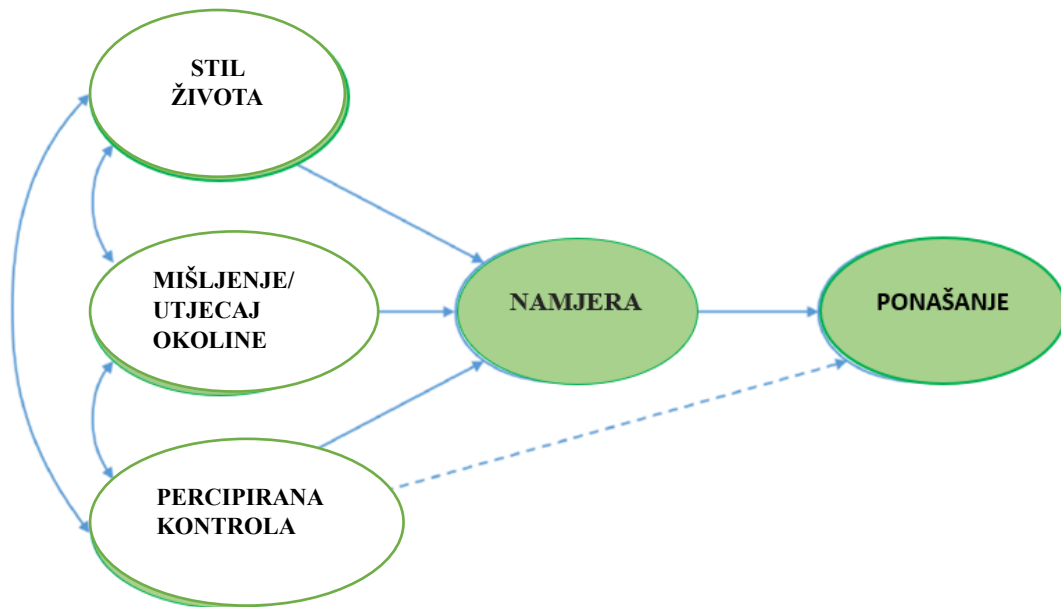 STIL
ŽIVOTA
MIŠLJENJE/
UTJECAJ
OKOLINE
NAMJERA
PONAŠANJE
PERCIPIRANA
KONTROLA